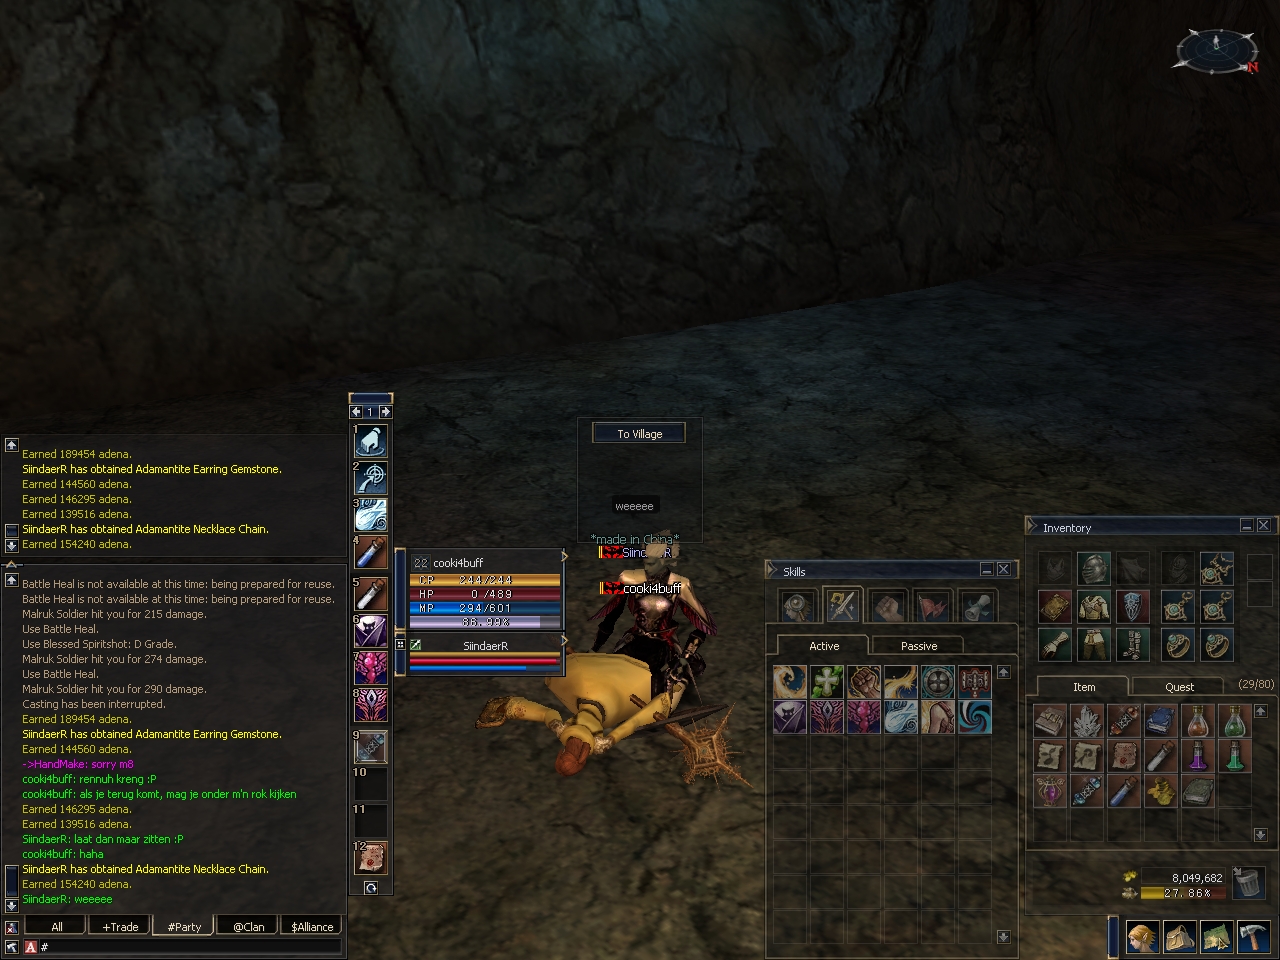 N
1
To Village
weeeee
*made in China*
SiindaerR
cooki4buff
Earned 189454 adena.
SiindaerR has obtained Adamantite Earring Gemstone.
Earned 144560 adena.
Earned 146295 adena.
Earned 139516 adena.
SiindaerR has obtained Adamantite Necklace Chain.
Earned 154240 adena.
Battle Heal is not available at this time: being prepared for reuse.
Battle Heal is not available at this time: being prepared for reuse.
Malruk Soldier hit you for 215 damage.
Use Battle Heal.
Use Blessed Spiritshot: D Grade.
Malruk Soldier hit you for 274 damage.
Use Battle Heal.
Malruk Soldier hit you for 290 damage.
Casting has been interrupted.
Earned 189454 adena.
SiindaerR has obtained Adamantite Earring Gemstone.
Earned 144560 adena.
->HandMake: sorry m8
cooki4buff: rennuh kreng :P
cooki4buff: als je terug komt, mag je onder m'n rok kijken
Earned 146295 adena.
Earned 139516 adena.
SiindaerR: laat dan maar zitten :P
cooki4buff: haha
SiindaerR has obtained Adamantite Necklace Chain.
Earned 154240 adena.
SiindaerR: weeeee
All +Trade #Party @Clan $Alliance
A #
1
2
3
4
5
6
7
8
9
10
11
12
22 cooki4buff
CP 244/244
HP 0/489
MP 294/601
86.99%
SiindaerR
Skills
Active Passive
Inventory
Item Quest (29/80)
8,049,682
27.86%